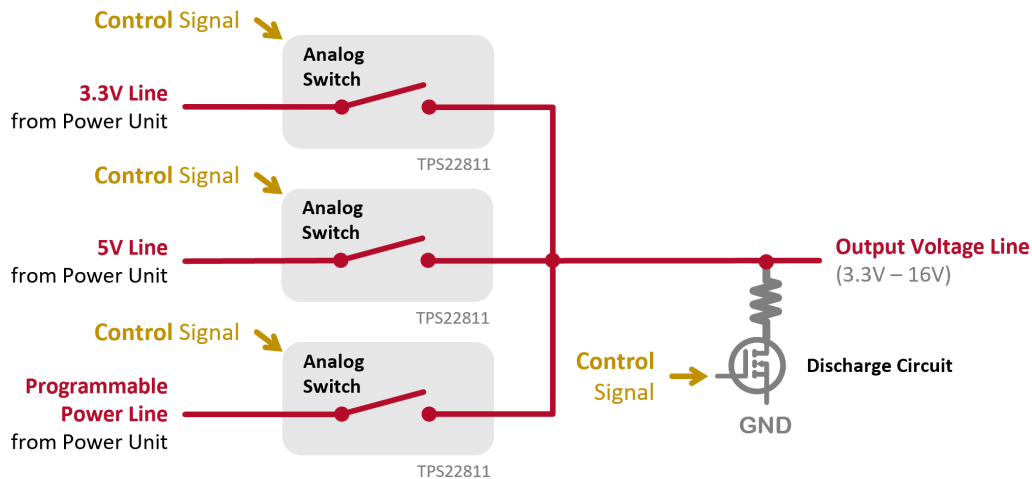 Control Signal
Analog
Switch
3.3V Line
from Power Unit
TPS22811
Control Signal
Analog
Switch
5V Line
from Power Unit
TPS22811
Output Voltage Line
(3.3V – 16V)
Control Signal
Analog
Switch
Programmable
Power Line
from Power Unit
TPS22811
Control
Signal
Discharge Circuit
GND